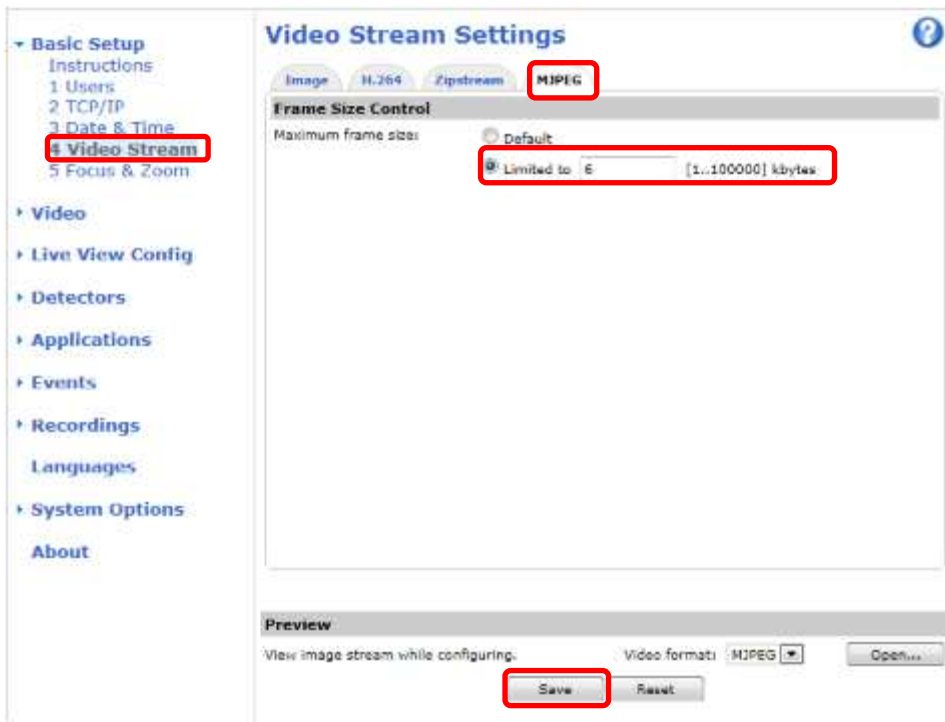 Basic Setup
Instructions
1 Users
2 TCP/IP
3 Date & Time
4 Video Stream
5 Focus & Zoom
Video
Live View Config
Detectors
Applications
Events
Recordings
Languages
System Options
About
Video Stream Settings
?
Image H.264 Zipstream MJPEG
Frame Size Control
Maximum frame size:
Default
Limited to 6 [1..100000] kbytes
Preview
View image stream while configuring. Video format: MJPEG Open...
Save Reset